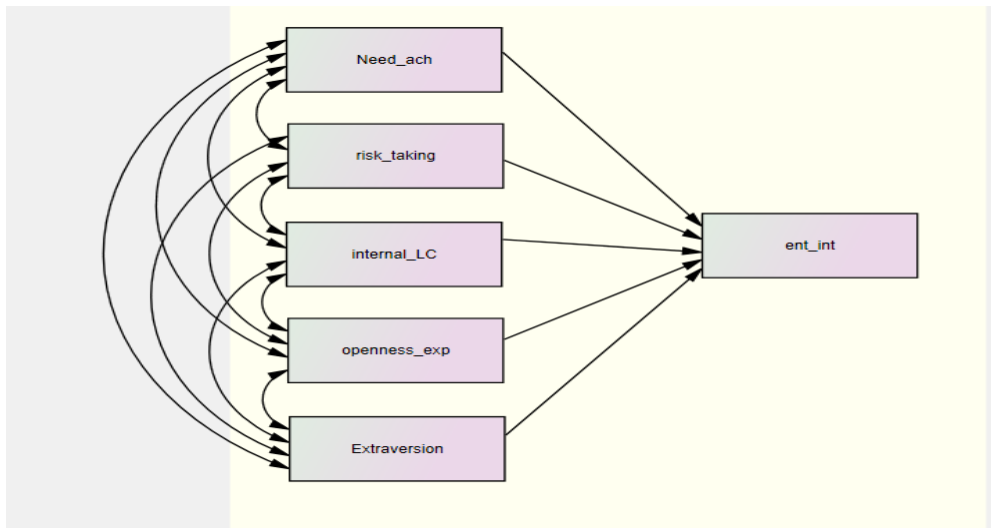 Need_ach
risk_taking
internal_LC
ent_int
openness_exp
Extraversion